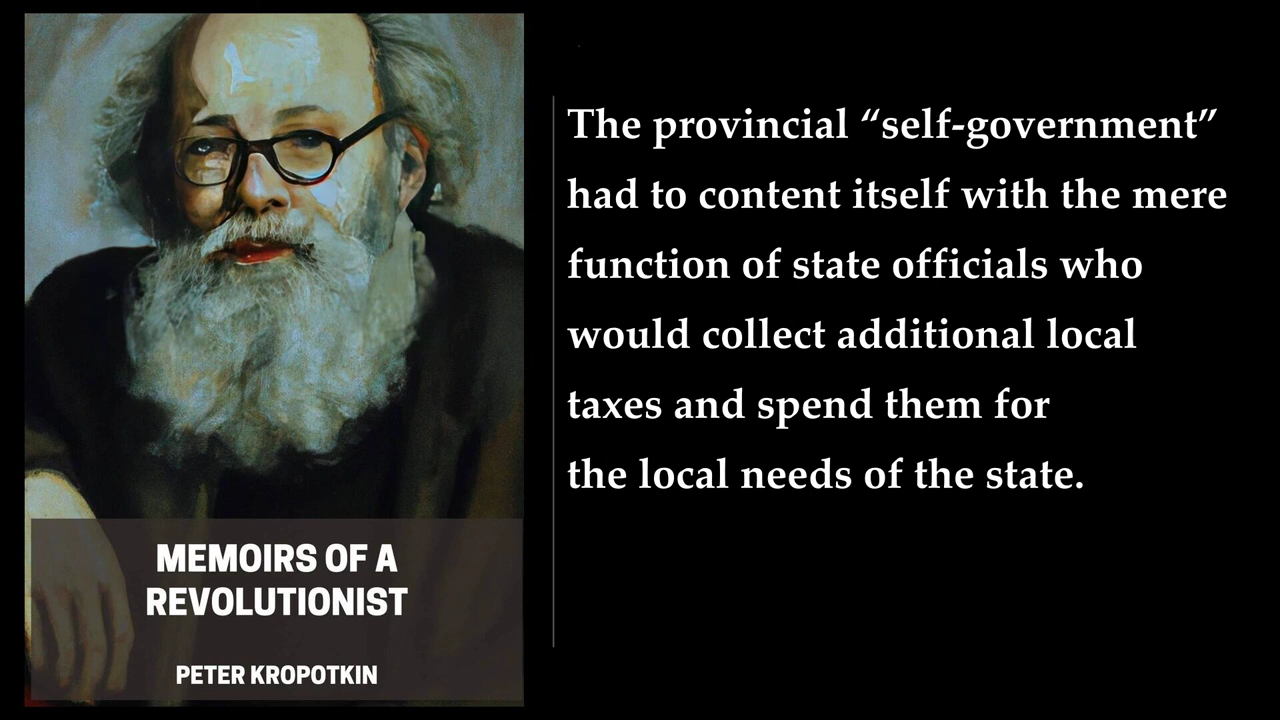 The provincial “self-government”
had to content itself with the mere
function of state officials who
would collect additional local
taxes and spend them for
the local needs of the state.
MEMOIRS OF A
REVOLUTIONIST
PETER KROPOTKIN